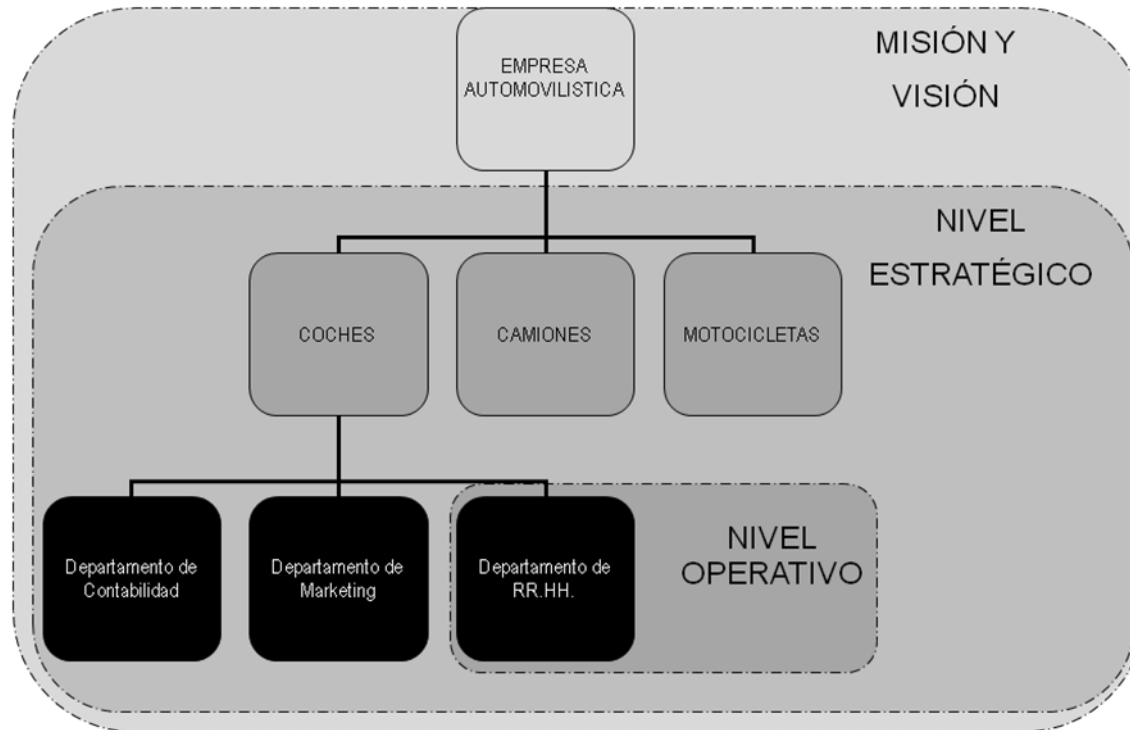 EMPRESA
AUTOMOVILISTICA
MISIÓN Y
VISIÓN
NIVEL
ESTRATÉGICO
COCHES
CAMIONES
MOTOCICLETAS
Departamento de
Contabilidad
Departamento de
Marketing
Departamento de
RR.HH.
NIVEL
OPERATIVO